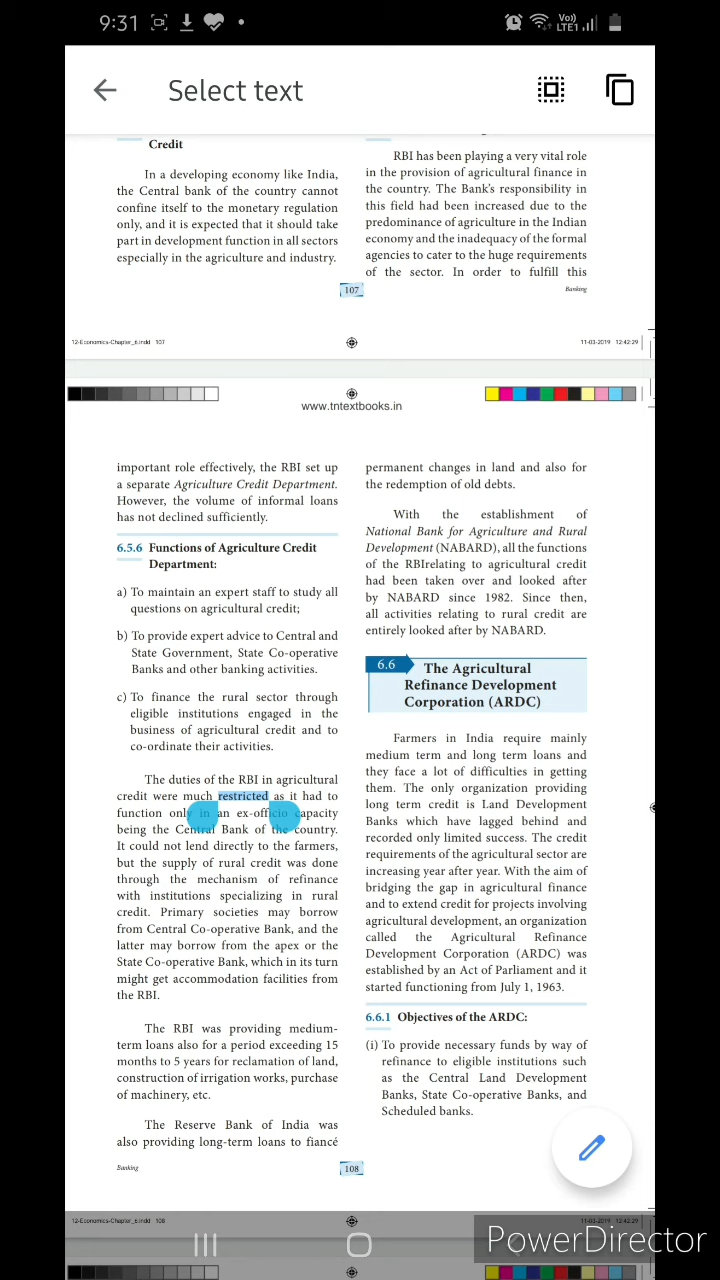 9:31
Vo)) LTE1
Select text
Credit
In a developing economy like India,
the Central bank of the country cannot
confine itself to the monetary regulation
only, and it is expected that it should take
part in development function in all sectors
especially in the agriculture and industry.
RBI has been playing a very vital role
in the provision of agricultural finance in
the country. The Bank's responsibility in
this field had been increased due to the
predominance of agriculture in the Indian
economy and the inadequacy of the formal
agencies to cater to the huge requirements
of the sector. In order to fulfill this
107
Banking
12-Economics-Chapter_6.indd 107
11-03-2019 12:42:29
www.tntextbooks.in
important role effectively, the RBI set up
a separate Agriculture Credit Department.
However, the volume of informal loans
has not declined sufficiently.
6.5.6 Functions of Agriculture Credit
Department:
a) To maintain an expert staff to study all
questions on agricultural credit;
b) To provide expert advice to Central and
State Government, State Co-operative
Banks and other banking activities.
c) To finance the rural sector through
eligible institutions engaged in the
business of agricultural credit and to
co-ordinate their activities.
The duties of the RBI in agricultural
credit were much restricted as it had to
function only in an ex-officio capacity
being the Central Bank of the country.
It could not lend directly to the farmers,
but the supply of rural credit was done
through the mechanism of refinance
with institutions specializing in rural
credit. Primary societies may borrow
from Central Co-operative Bank, and the
latter may borrow from the apex or the
State Co-operative Bank, which in its turn
might get accommodation facilities from
the RBI.
The RBI was providing medium-
term loans also for a period exceeding 15
months to 5 years for reclamation of land,
construction of irrigation works, purchase
of machinery, etc.
The Reserve Bank of India was
also providing long-term loans to fiancé
permanent changes in land and also for
the redemption of old debts.
With the establishment of
National Bank for Agriculture and Rural
Development (NABARD), all the functions
of the RBIrelating to agricultural credit
had been taken over and looked after
by NABARD since 1982. Since then,
all activities relating to rural credit are
entirely looked after by NABARD.
6.6 The Agricultural
Refinance Development
Corporation (ARDC)
Farmers in India require mainly
medium term and long term loans and
they face a lot of difficulties in getting
them. The only organization providing
long term credit is Land Development
Banks which have lagged behind and
recorded only limited success. The credit
requirements of the agricultural sector are
increasing year after year. With the aim of
bridging the gap in agricultural finance
and to extend credit for projects involving
agricultural development, an organization
called the Agricultural Refinance
Development Corporation (ARDC) was
established by an Act of Parliament and it
started functioning from July 1, 1963.
6.6.1 Objectives of the ARDC:
(i) To provide necessary funds by way of
refinance to eligible institutions such
as the Central Land Development
Banks, State Co-operative Banks, and
Scheduled banks.
Banking
108
12-Economics-Chapter_6.indd 108
11-03-2019 12:42:29
PowerDirector